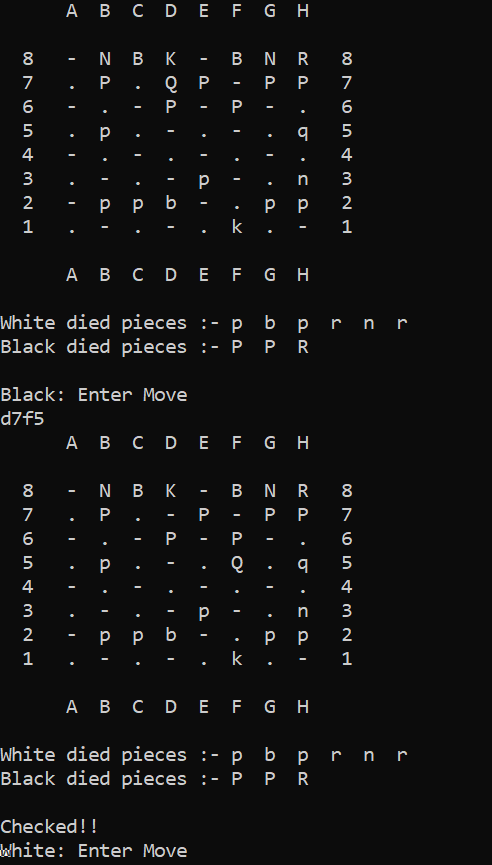 A B C D E F G H
8 - N B K - B N R 8
7 . P . Q P - P P 7
6 - . - P - P - . 6
5 . p . - . - . q 5
4 - . - . - . - . 4
3 . - . - p - . n 3
2 - p p b - . p p 2
1 . - . - . k . - 1
A B C D E F G H
White died pieces :- p b p r n r
Black died pieces :- P P R
Black: Enter Move
d7f5
A B C D E F G H
8 - N B K - B N R 8
7 . P . - P - P P 7
6 - . - P - P - . 6
5 . p . - . Q . q 5
4 - . - . - . - . 4
3 . - . - p - . n 3
2 - p p b - . p p 2
1 . - . - . k . - 1
A B C D E F G H
White died pieces :- p b p r n r
Black died pieces :- P P R
Checked!!
White: Enter Move